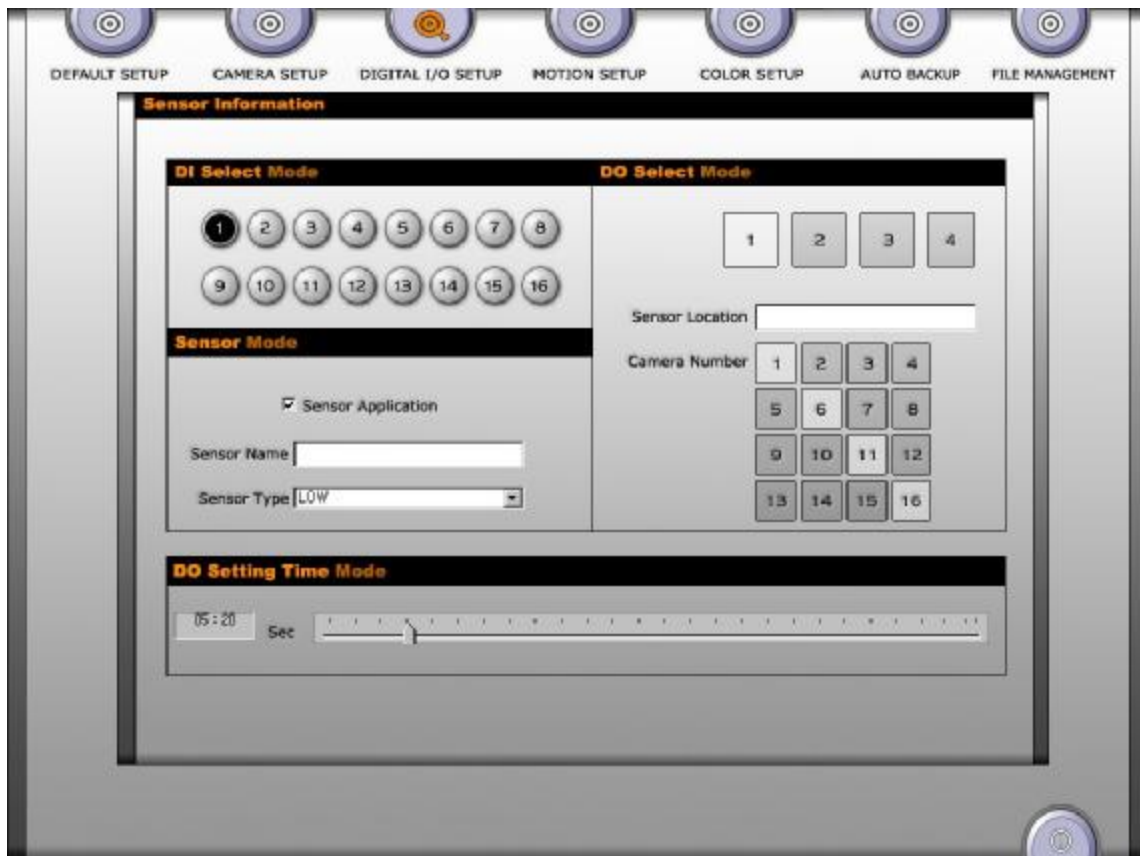 DEFAULT SETUP CAMERA SETUP DIGITAL I/O SETUP MOTION SETUP COLOR SETUP AUTO BACKUP FILE MANAGEMENT
Sensor Information
DI Select Mode
1 2 3 4 5 6 7 8
9 10 11 12 13 14 15 16
Sensor Mode
Sensor Application
Sensor Name
Sensor Type LOW
DO Select Mode
1 2 3 4
Sensor Location
Camera Number 1 2 3 4
5 6 7 8
9 10 11 12
13 14 15 16
DO Setting Time Mode
05:20 Sec